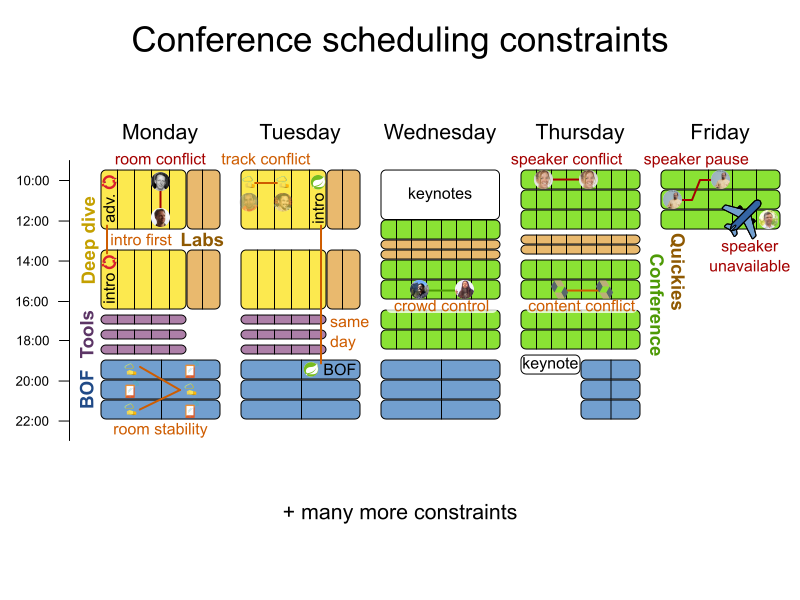 Conference scheduling constraints
Monday
Tuesday
Wednesday
Thursday
Friday
room conflict
track conflict
speaker conflict
speaker pause
10:00
12:00
14:00
16:00
18:00
20:00
22:00
Deep dive
Tools
BOF
adv.
intro
intro first
Labs
intro
keynotes
crowd control
content conflict
same
day
BOF
keynote
room stability
speaker
unavailable
Quickies
Conference
+ many more constraints